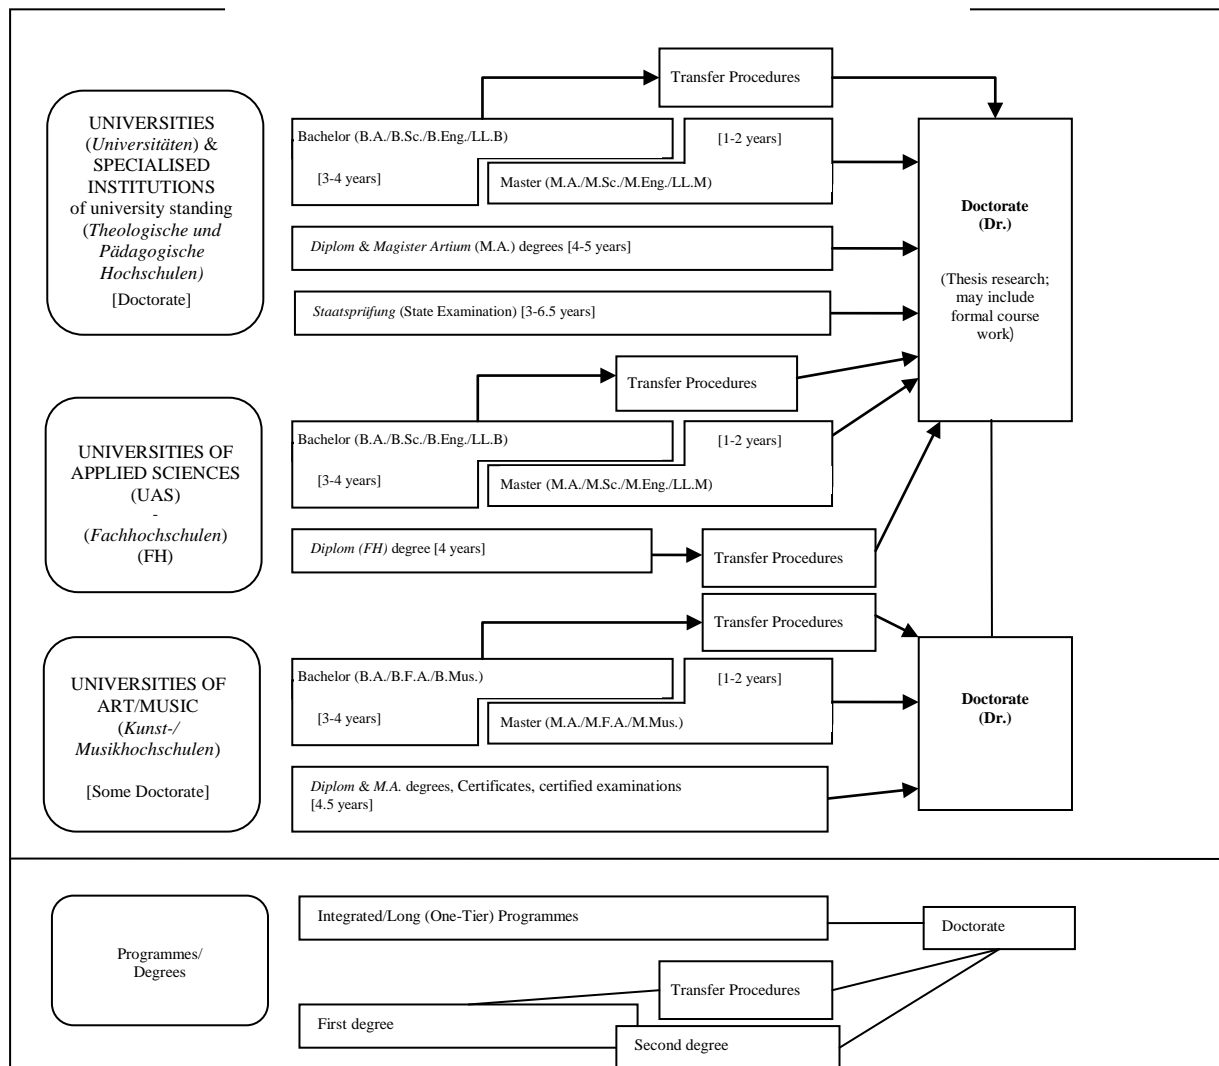 Transfer Procedures
UNIVERSITIES
(Universitäten) &
SPECIALISED
INSTITUTIONS
of university standing
(Theologische und
Pädagogische
Hochschulen)
[Doctorate]
Bachelor (B.A./B.Sc./B.Eng./LL.B)
[3-4 years]
[1-2 years]
Master (M.A./M.Sc./M.Eng./LL.M)
Diplom & Magister Artium (M.A.) degrees [4-5 years]
Staatsprüfung (State Examination) [3-6.5 years]
Doctorate
(Dr.)
(Thesis research;
may include
formal course
work)
Transfer Procedures
UNIVERSITIES OF
APPLIED SCIENCES
(UAS)
-
(Fachhochschulen)
(FH)
Bachelor (B.A./B.Sc./B.Eng./LL.B)
[3-4 years]
[1-2 years]
Master (M.A./M.Sc./M.Eng./LL.M)
Diplom (FH) degree [4 years]
Transfer Procedures
Transfer Procedures
UNIVERSITIES OF
ART/MUSIC
(Kunst-/
Musikhochschulen)
[Some Doctorate]
Bachelor (B.A./B.F.A./B.Mus.)
[3-4 years]
[1-2 years]
Master (M.A./M.F.A./M.Mus.)
Diplom & M.A. degrees, Certificates, certified examinations
[4.5 years]
Doctorate
(Dr.)
Programmes/
Degrees
Integrated/Long (One-Tier) Programmes
Doctorate
Transfer Procedures
First degree
Second degree